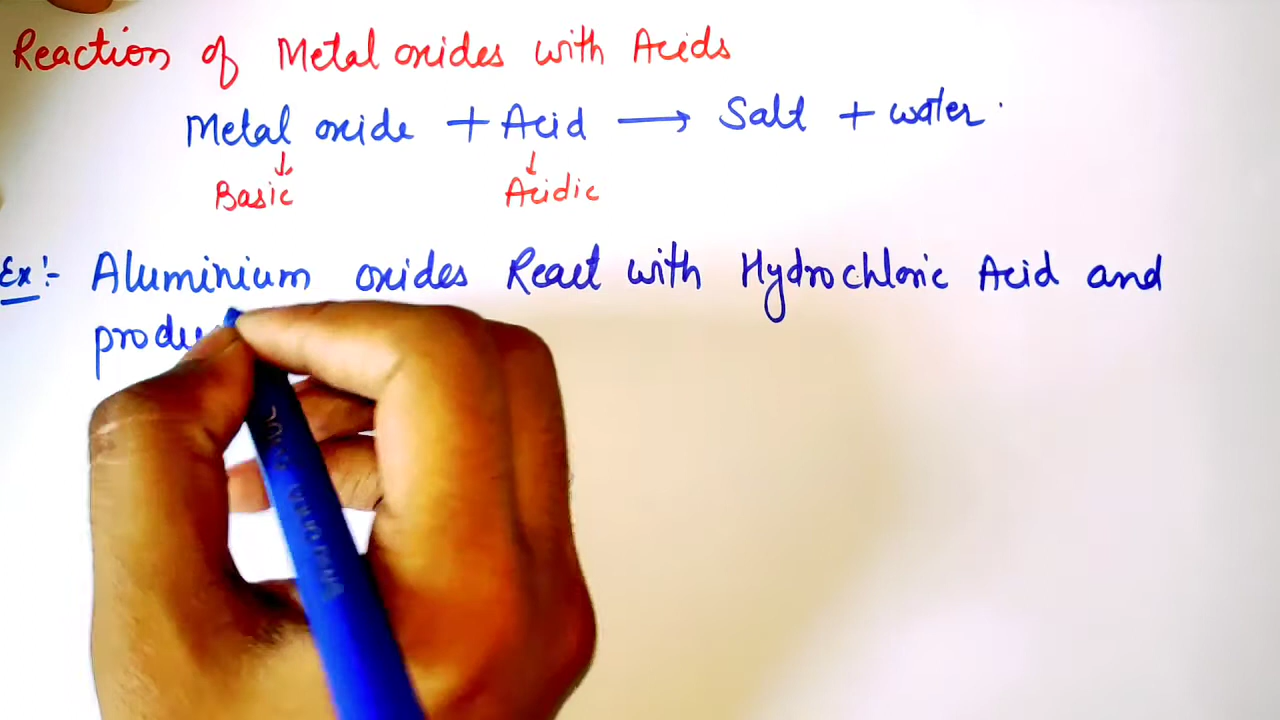 Reaction of Metal oxides with Acids
Metal oxide + Acid → Salt + water.
Basic Acidic
Ex:- Aluminium oxides React with Hydrochloric Acid and